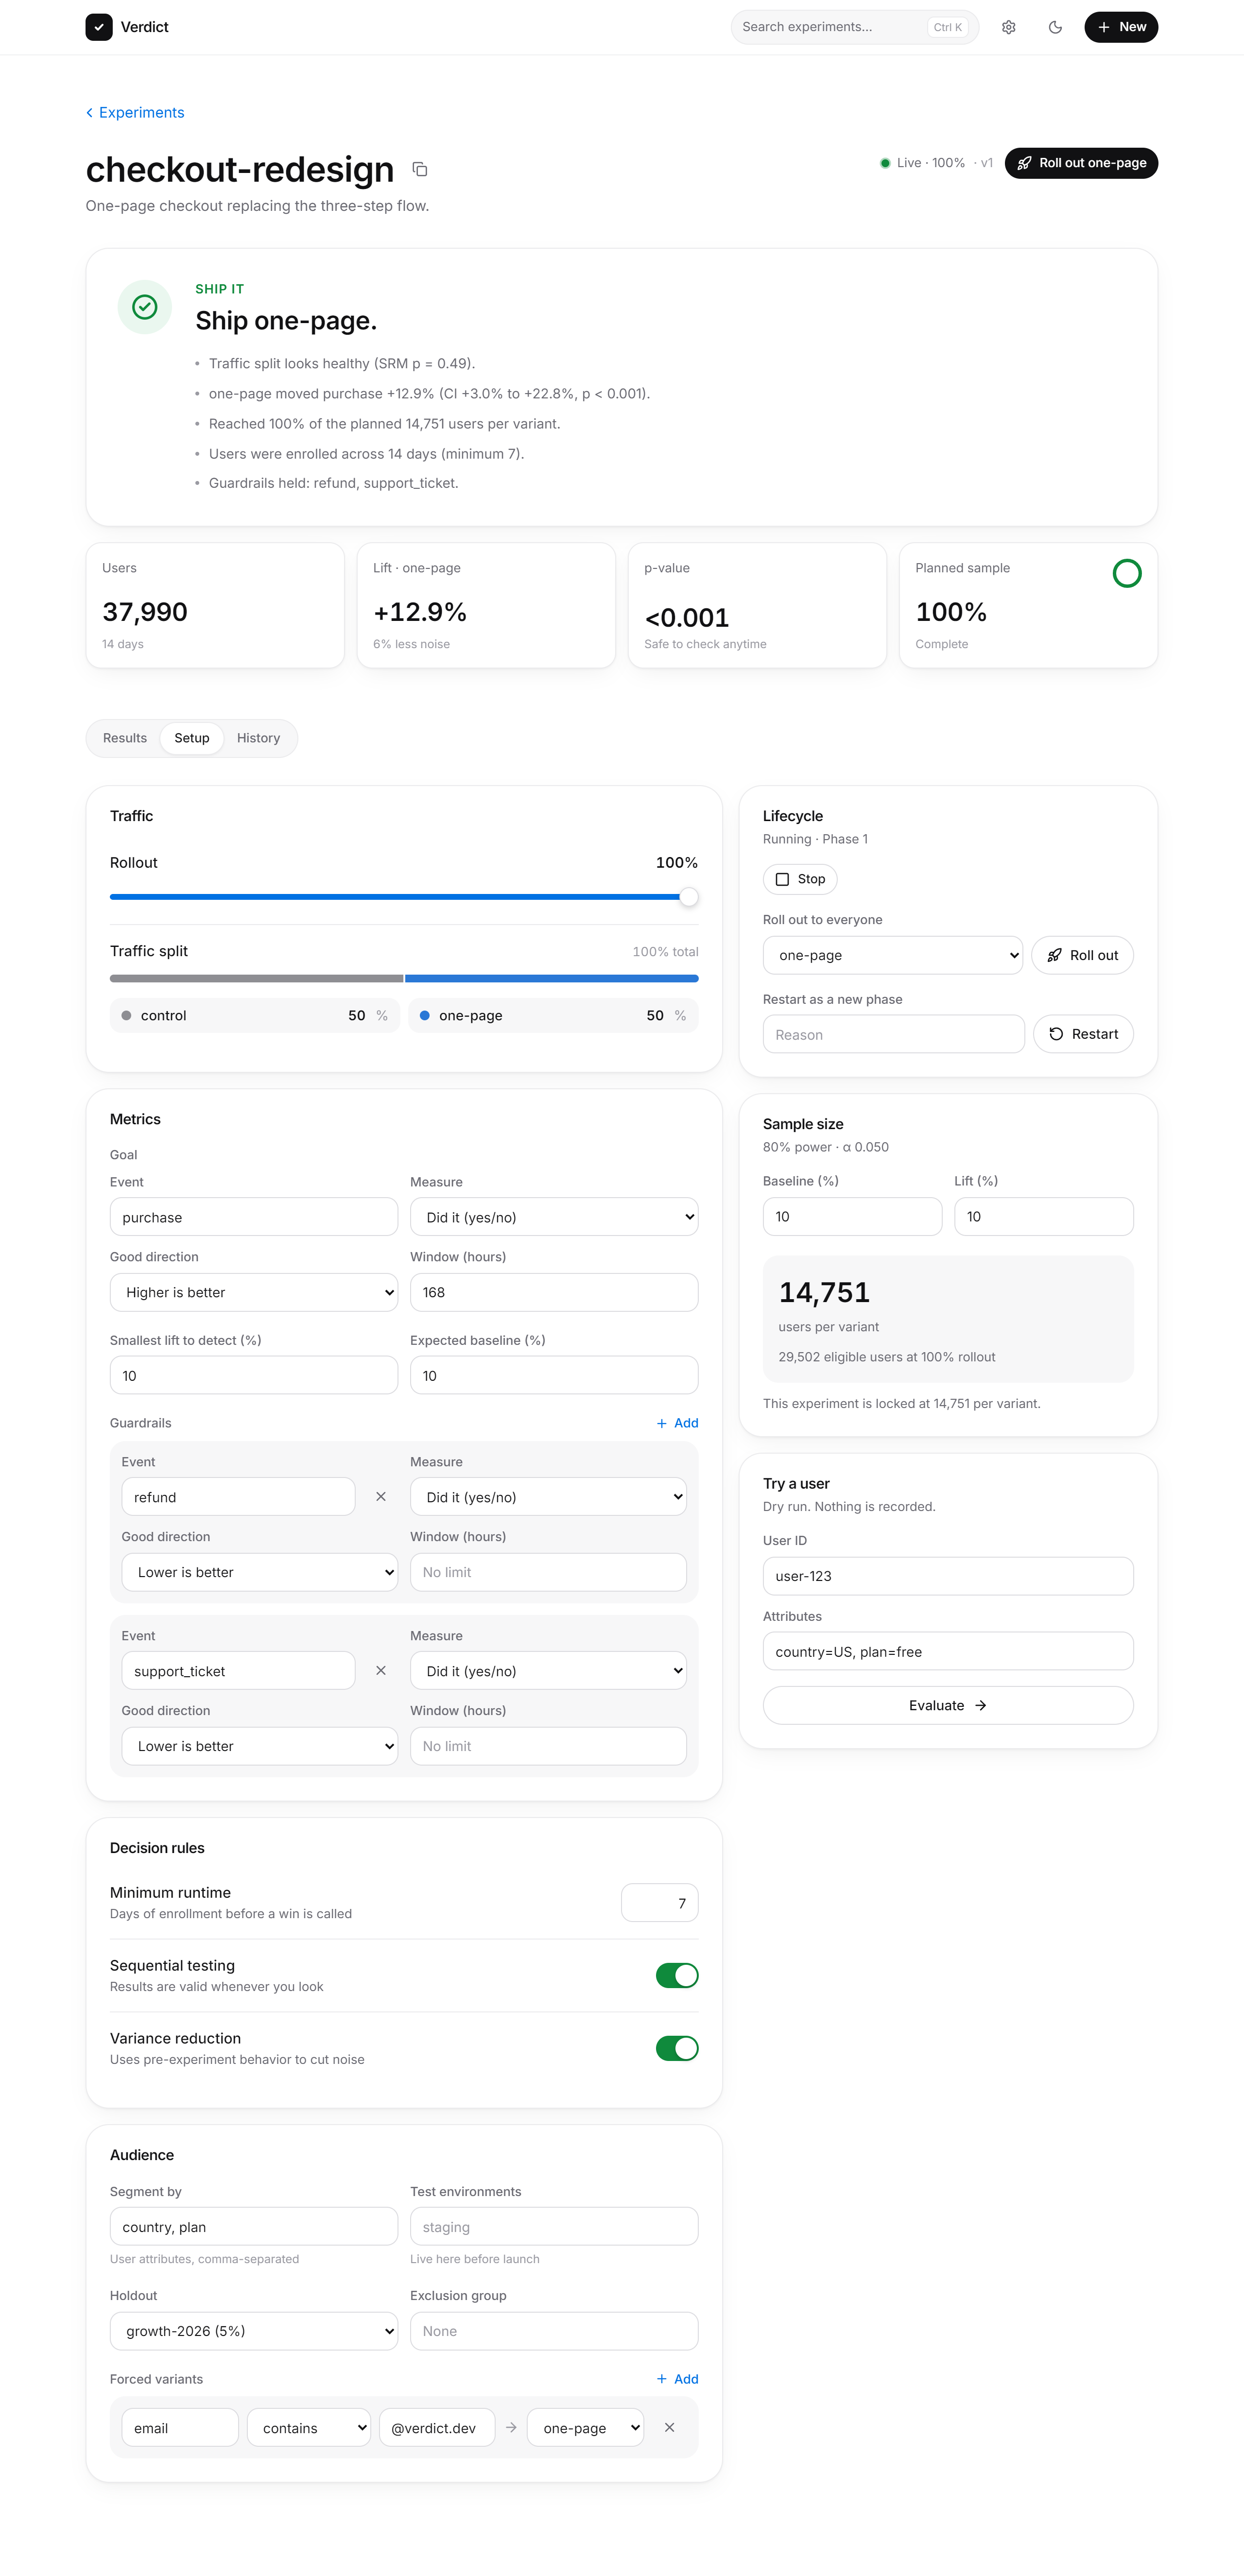 Verdict
Search experiments...
Ctrl K
New
Experiments
checkout-redesign
Live · 100% · v1
Roll out one-page
One-page checkout replacing the three-step flow.
SHIP IT
Ship one-page.
• Traffic split looks healthy (SRM p = 0.49).
• one-page moved purchase +12.9% (CI +3.0% to +22.8%, p < 0.001).
• Reached 100% of the planned 14,751 users per variant.
• Users were enrolled across 14 days (minimum 7).
• Guardrails held: refund, support_ticket.
Users
37,990
14 days
Lift · one-page
+12.9%
6% less noise
p-value
<0.001
Safe to check anytime
Planned sample
100%
Complete
Results
Setup
History
Traffic
Rollout
100%
Traffic split
100% total
control 50 %
one-page 50 %
Metrics
Goal
Event
Measure
purchase
Did it (yes/no)
Good direction
Window (hours)
Higher is better
168
Smallest lift to detect (%)
Expected baseline (%)
10
10
Guardrails
Add
Event
Measure
refund
Did it (yes/no)
Good direction
Window (hours)
Lower is better
No limit
Event
Measure
support_ticket
Did it (yes/no)
Good direction
Window (hours)
Lower is better
No limit
Decision rules
Minimum runtime
Days of enrollment before a win is called
7
Sequential testing
Results are valid whenever you look
Variance reduction
Uses pre-experiment behavior to cut noise
Audience
Segment by
Test environments
country, plan
staging
User attributes, comma-separated
Live here before launch
Holdout
Exclusion group
growth-2026 (5%)
None
Forced variants
Add
email
contains
@verdict.dev
→
one-page
Lifecycle
Running · Phase 1
Stop
Roll out to everyone
one-page
Roll out
Restart as a new phase
Reason
Restart
Sample size
80% power · α 0.050
Baseline (%)
Lift (%)
10
10
14,751
users per variant
29,502 eligible users at 100% rollout
This experiment is locked at 14,751 per variant.
Try a user
Dry run. Nothing is recorded.
User ID
user-123
Attributes
country=US, plan=free
Evaluate →